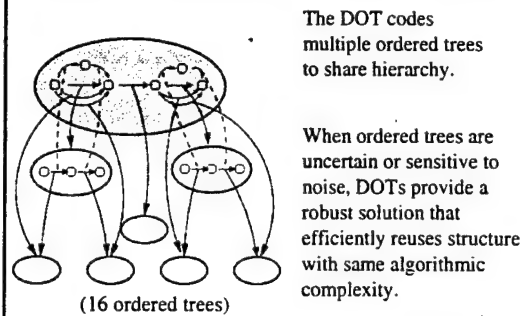 The DOT codes
multiple ordered trees
to share hierarchy.
When ordered trees are
uncertain or sensitive to
noise, DOTs provide a
robust solution that
efficiently reuses structure
with same algorithmic
complexity.
(16 ordered trees)